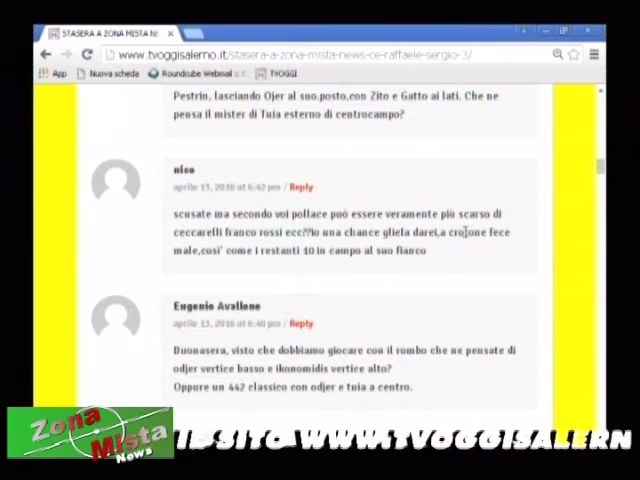 STASERA A ZONA MISTA N
www.tvoggisalerno.it/stasera-a-zona-mista-news-ce-raffaele-sergio-3/
App Nuova scheda Roundcube Webmail :: TVOGGI
Pestrin, lasciando Ojer al suo.posto,con Zito e Gatto ai lati. Che ne
pensa il mister di Tuia esterno di centrocampo?
nico
aprile 13, 2016 at 6:42 pm / Reply
scusate ma secondo voi pollace può essere veramente più scarso di
ceccarelli franco rossi ecc??io una chance gliela darei,a crotone fece
male,cosi' come i restanti 10 in campo al suo fianco
Eugenio Avallone
aprile 13, 2016 at 6:40 pm / Reply
Buonasera, visto che dobbiamo giocare con il rombo che ne pensate di
odjer vertice basso e ikonomidis vertice alto?
Oppure un 442 classico con odjer e tuia a centro.
Zona
Mista
News
IL SITO WWW.TVOGGISALERN